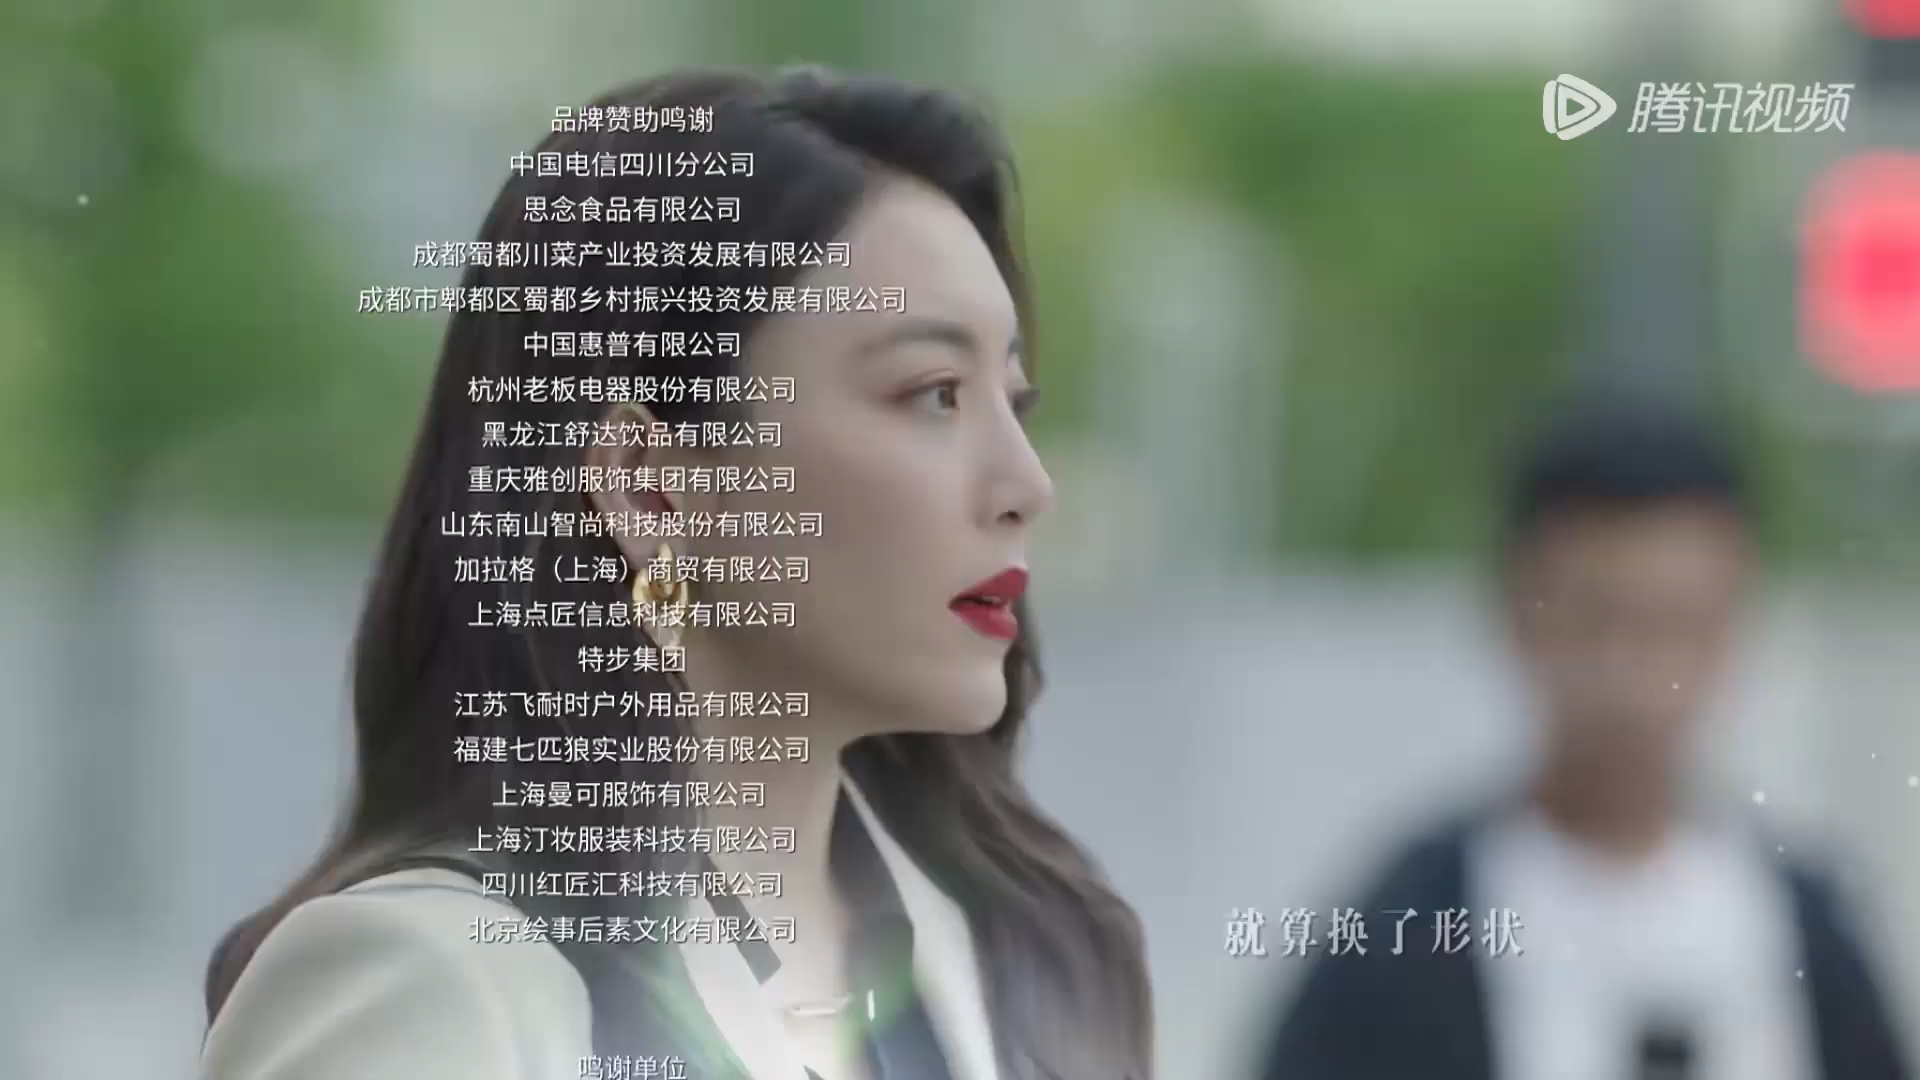 腾讯视频
品牌赞助鸣谢
中国电信四川分公司
思念食品有限公司
成都蜀都川菜产业投资发展有限公司
成都市郫都区蜀都乡村振兴投资发展有限公司
中国惠普有限公司
杭州老板电器股份有限公司
黑龙江舒达饮品有限公司
重庆雅创服饰集团有限公司
山东南山智尚科技股份有限公司
加拉格（上海）商贸有限公司
上海点匠信息科技有限公司
特步集团
江苏飞耐时户外用品有限公司
福建七匹狼实业股份有限公司
上海曼可服饰有限公司
上海汀妆服装科技有限公司
四川红匠汇科技有限公司
北京绘事后素文化有限公司
就算换了形状
鸣谢单位